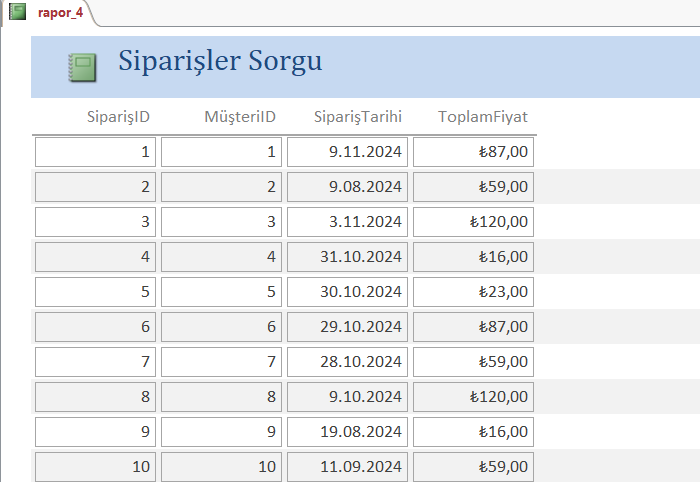 rapor_4
Siparişler Sorgu
SiparişID MüşteriID SiparişTarihi ToplamFiyat
1 1 9.11.2024 ₺87,00
2 2 9.08.2024 ₺59,00
3 3 3.11.2024 ₺120,00
4 4 31.10.2024 ₺16,00
5 5 30.10.2024 ₺23,00
6 6 29.10.2024 ₺87,00
7 7 28.10.2024 ₺59,00
8 8 9.10.2024 ₺120,00
9 9 19.08.2024 ₺16,00
10 10 11.09.2024 ₺59,00